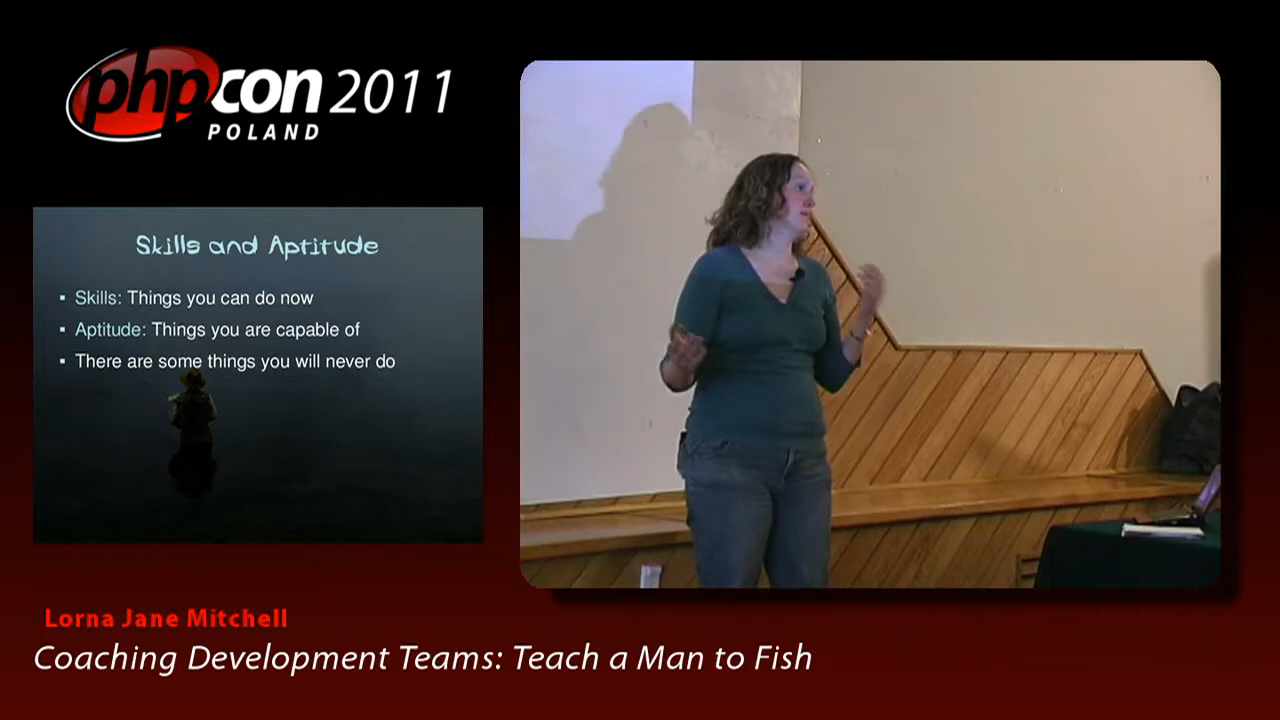 phpcon 2011
POLAND
Skills and Aptitude
▪ Skills: Things you can do now
▪ Aptitude: Things you are capable of
▪ There are some things you will never do
Lorna Jane Mitchell
Coaching Development Teams: Teach a Man to Fish